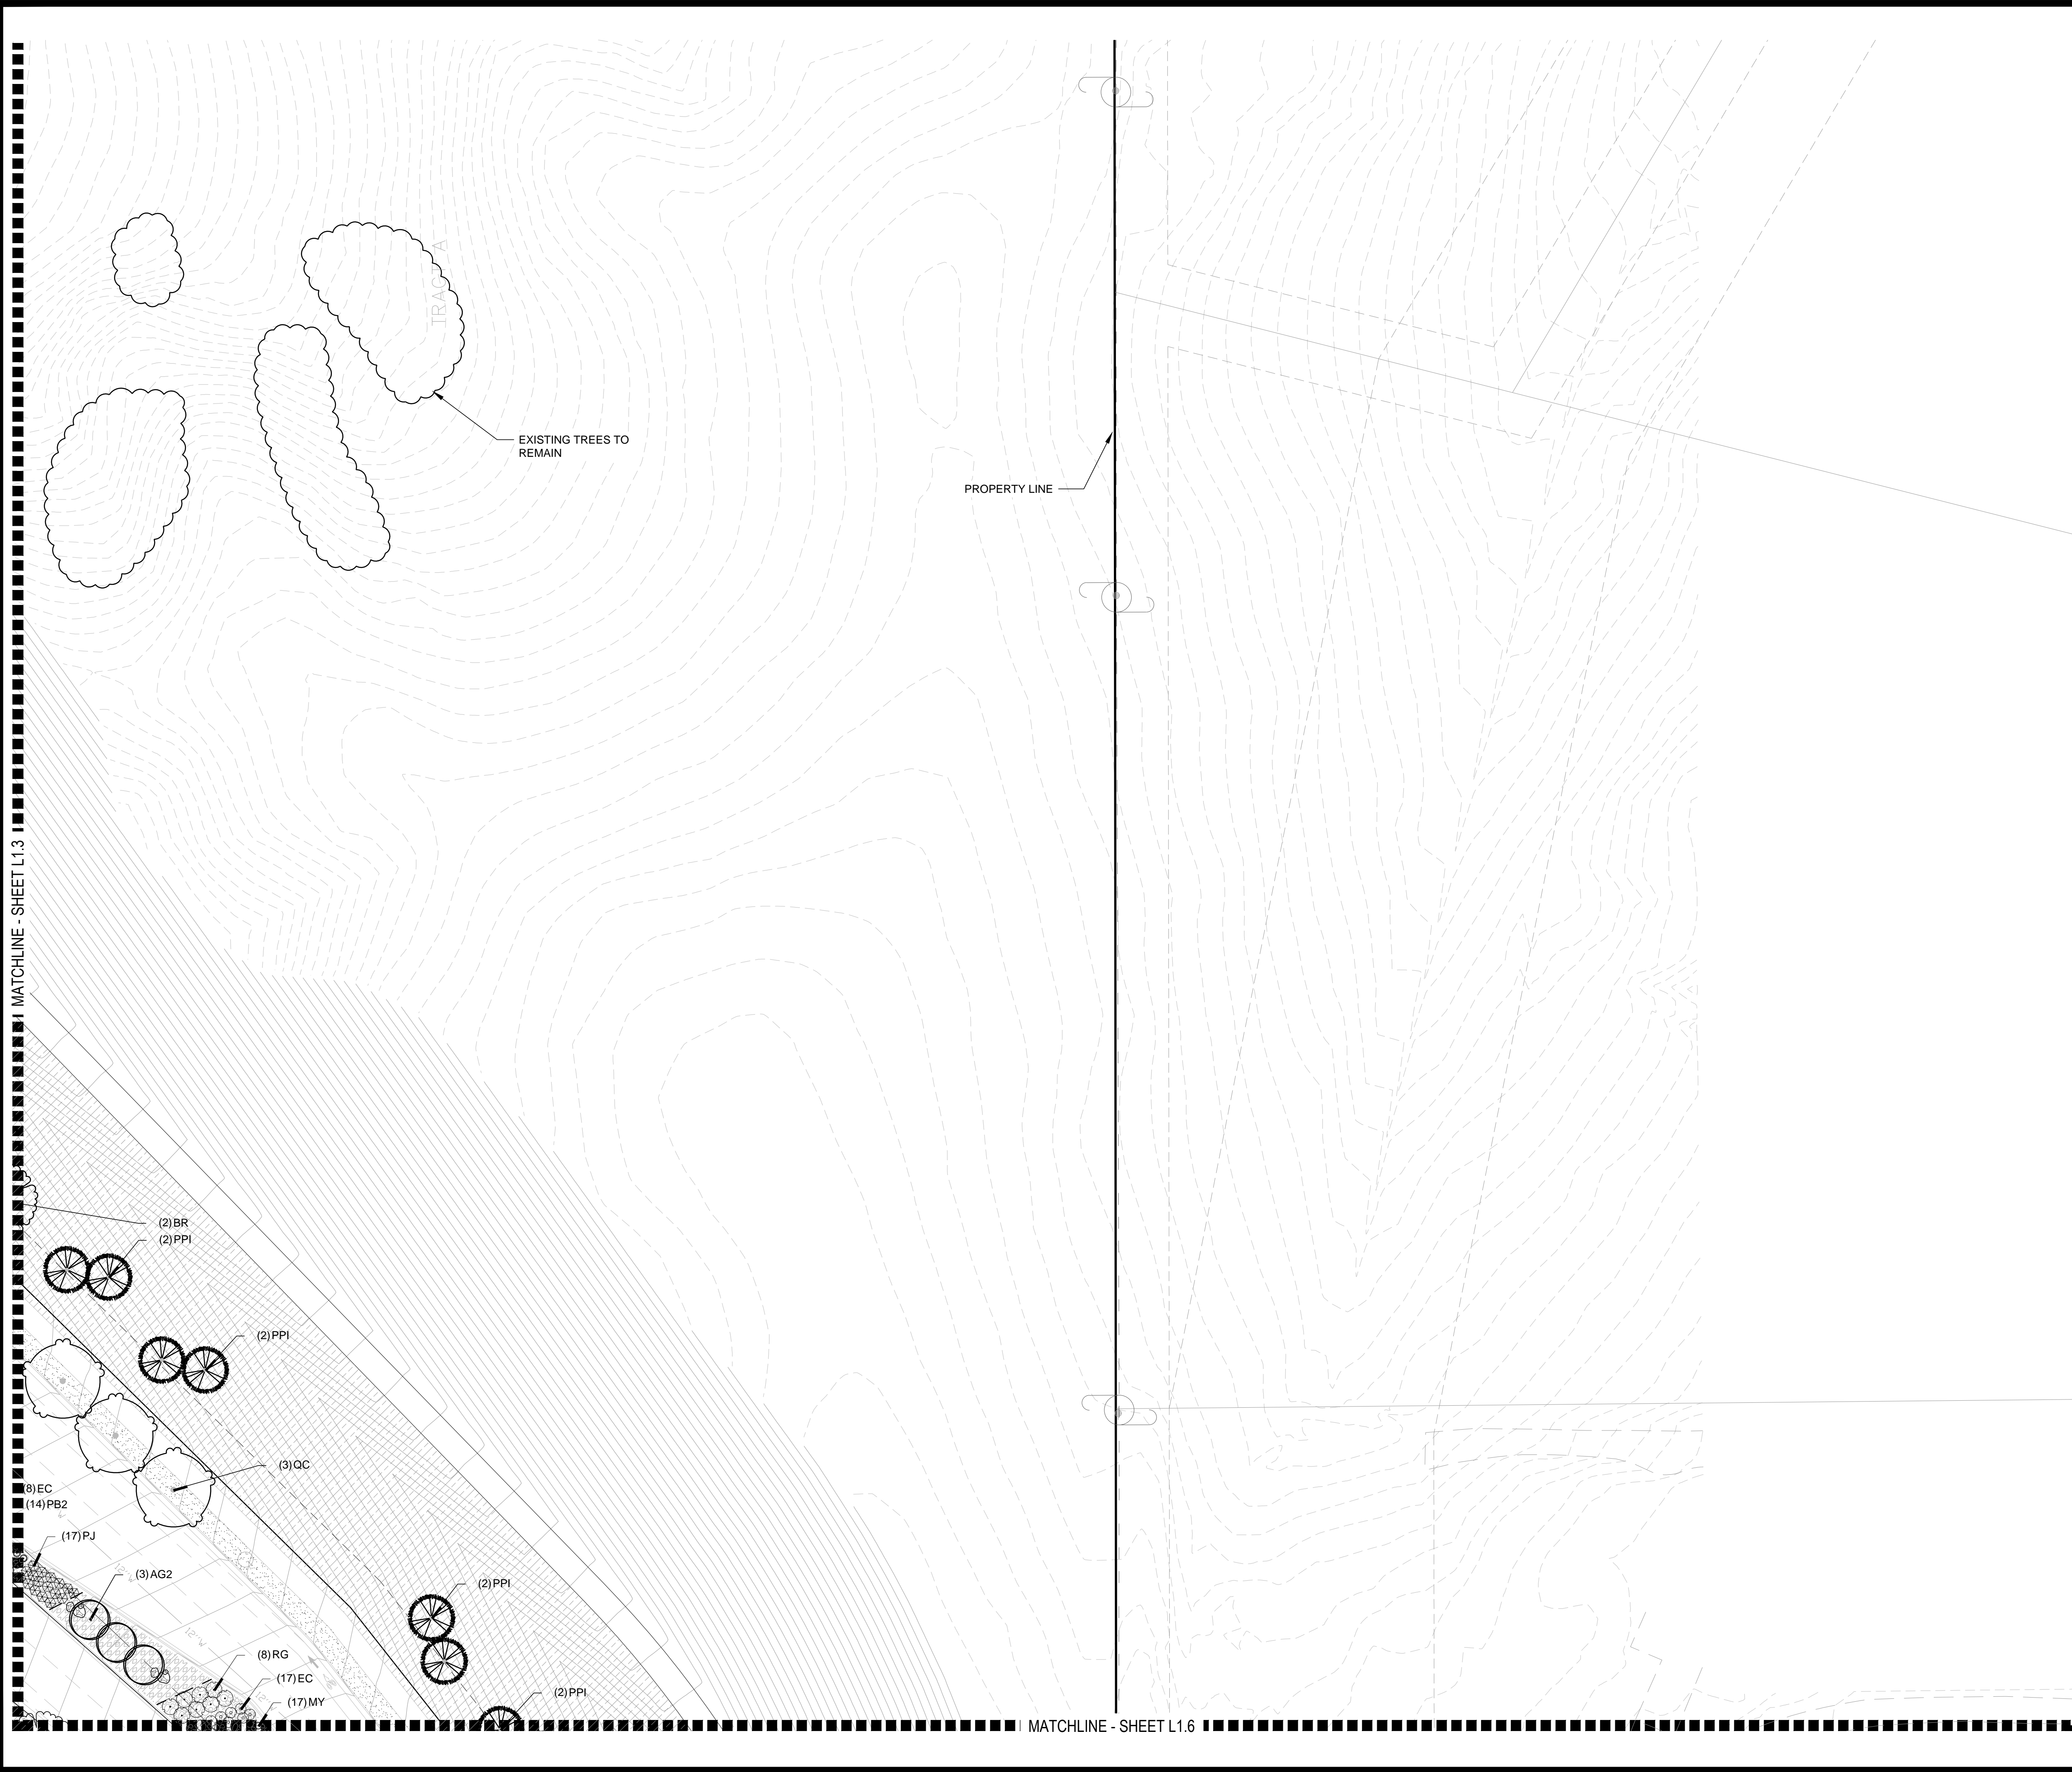 TRACT A
EXISTING TREES TO
REMAIN
PROPERTY LINE
MATCHLINE - SHEET L1.3
(2) BR
(2) PPI
(2) PPI
(3) QC
(8) EC
(14) PB2
(17) PJ
(3) AG2
(2) PPI
12" W
(8) RG
(17) EC
(2) PPI
(17) MY
MATCHLINE - SHEET L1.6